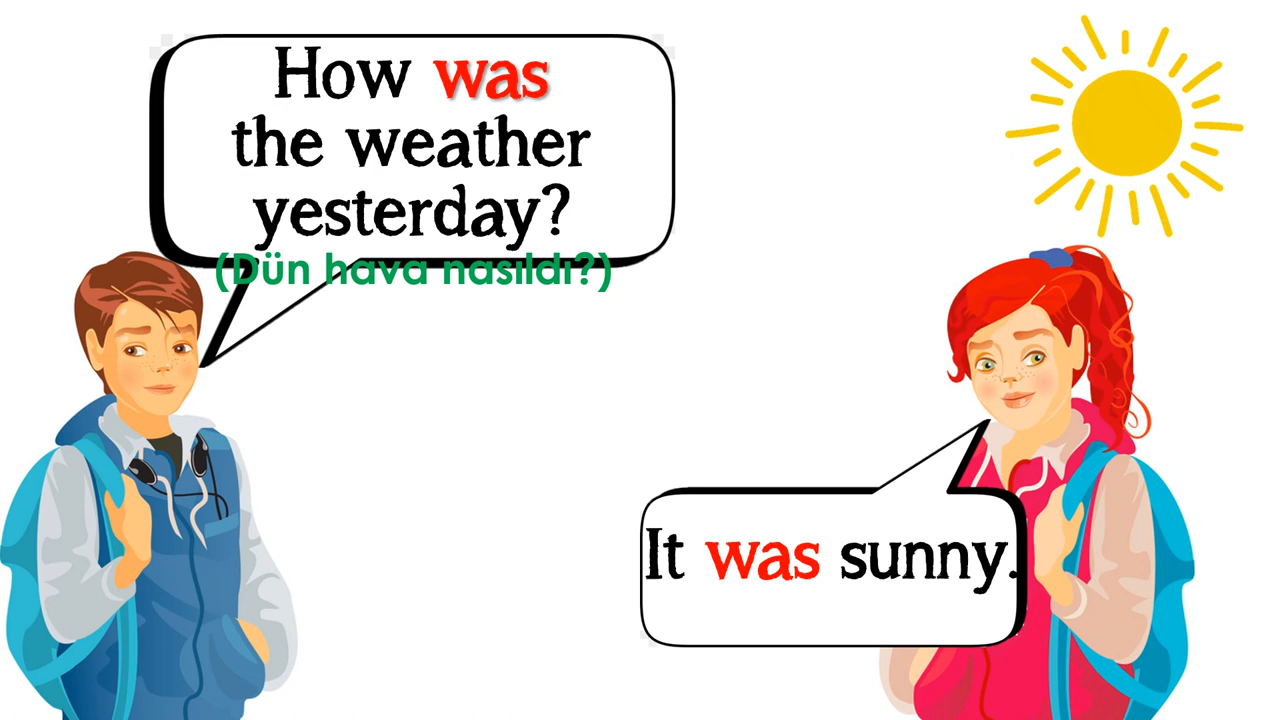 How was
the weather
yesterday?
(Dün hava nasıldı?)
It was sunny.